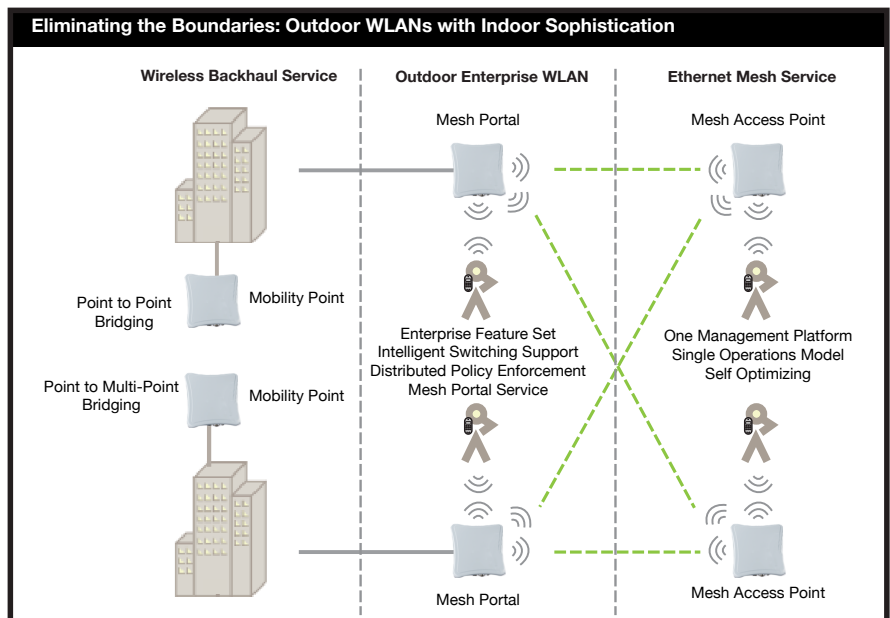 Eliminating the Boundaries: Outdoor WLANs with Indoor Sophistication
Wireless Backhaul Service
Outdoor Enterprise WLAN
Ethernet Mesh Service
Mesh Portal
Mesh Access Point
Point to Point
Bridging
Mobility Point
Enterprise Feature Set
Intelligent Switching Support
Distributed Policy Enforcement
Mesh Portal Service
One Management Platform
Single Operations Model
Self Optimizing
Point to Multi-Point
Bridging
Mobility Point
Mesh Portal
Mesh Access Point